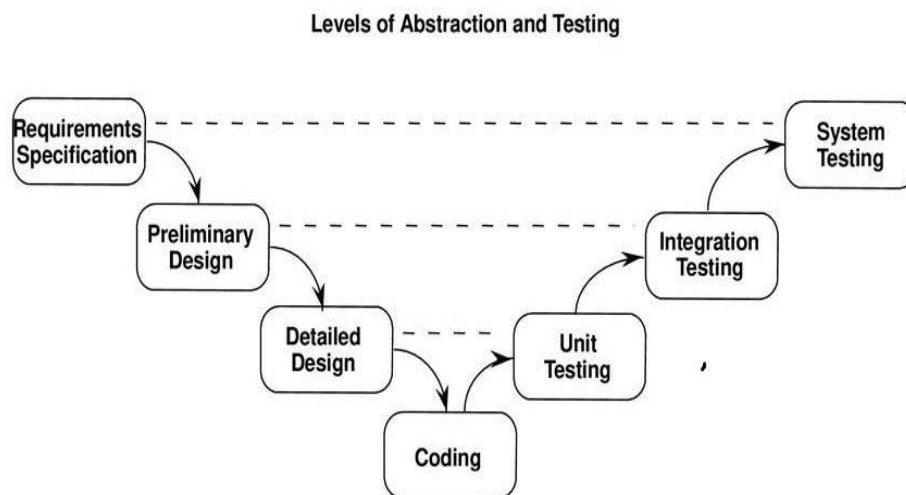 Levels of Abstraction and Testing
Requirements
Specification
System
Testing
Preliminary
Design
Integration
Testing
Detailed
Design
Unit
Testing
Coding